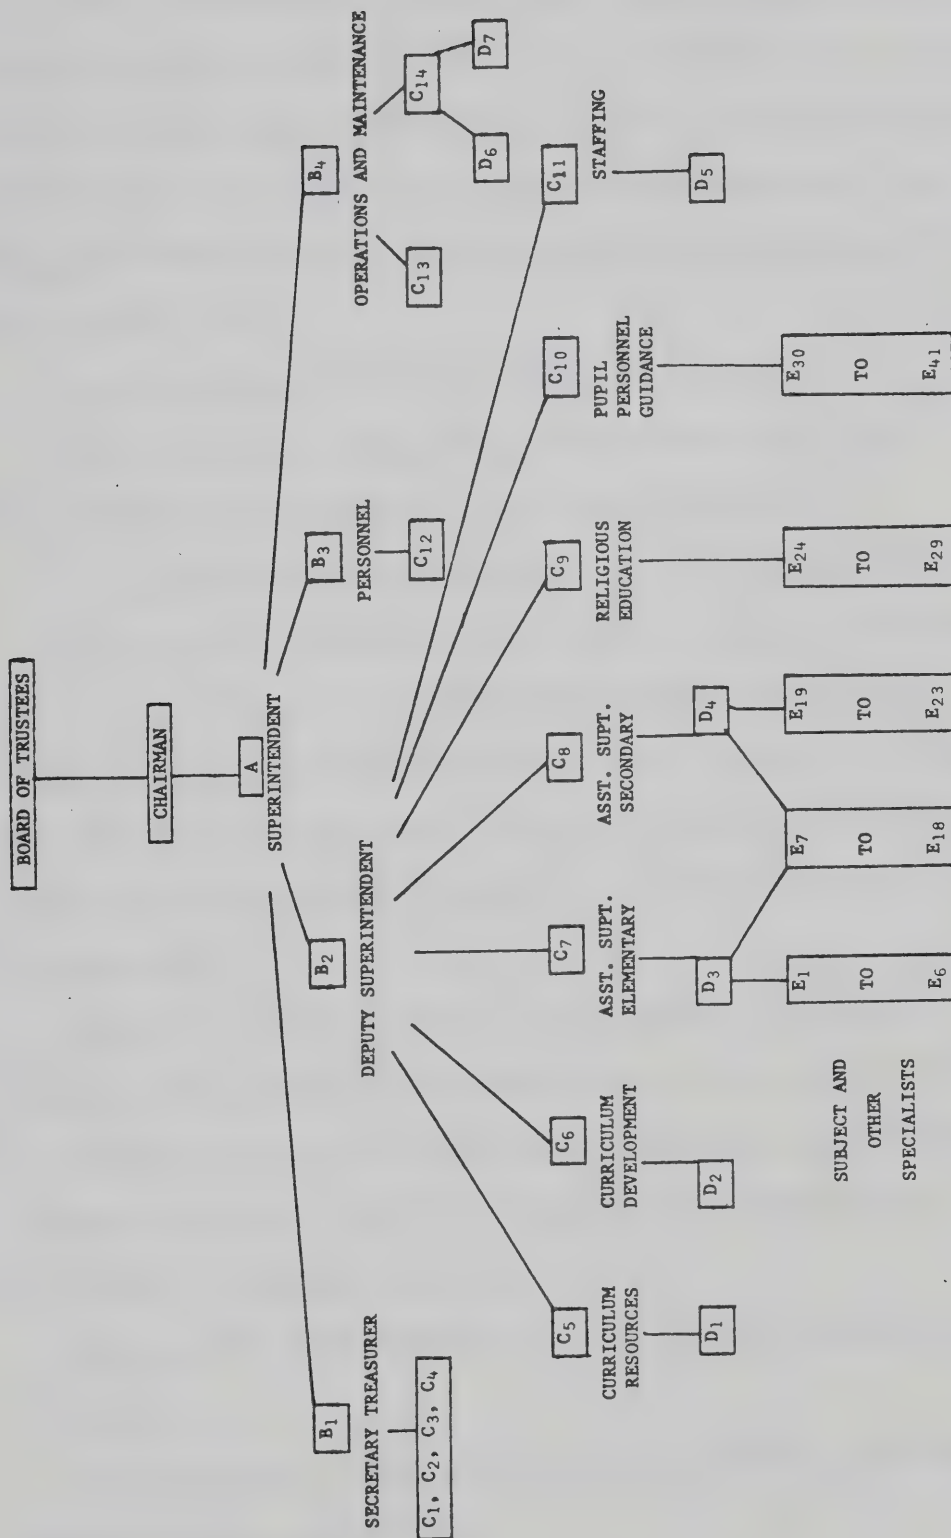 BOARD OF TRUSTEES
CHAIRMAN
A
SUPERINTENDENT
B1
B2
B3
B4
SECRETARY TREASURER
DEPUTY SUPERINTENDENT
PERSONNEL
OPERATIONS AND MAINTENANCE
C1, C2, C3, C4
C12
C13
C14
D6
D7
C5
C6
C7
C8
C9
C10
C11
CURRICULUM
RESOURCES
CURRICULUM
DEVELOPMENT
ASST. SUPT.
ELEMENTARY
ASST. SUPT.
SECONDARY
RELIGIOUS
EDUCATION
PUPIL
PERSONNEL
GUIDANCE
STAFFING
D1
D2
D3
D4
D5
SUBJECT AND
OTHER
SPECIALISTS
E1
TO
E6
E7
TO
E18
E19
TO
E23
E24
TO
E29
E30
TO
E41